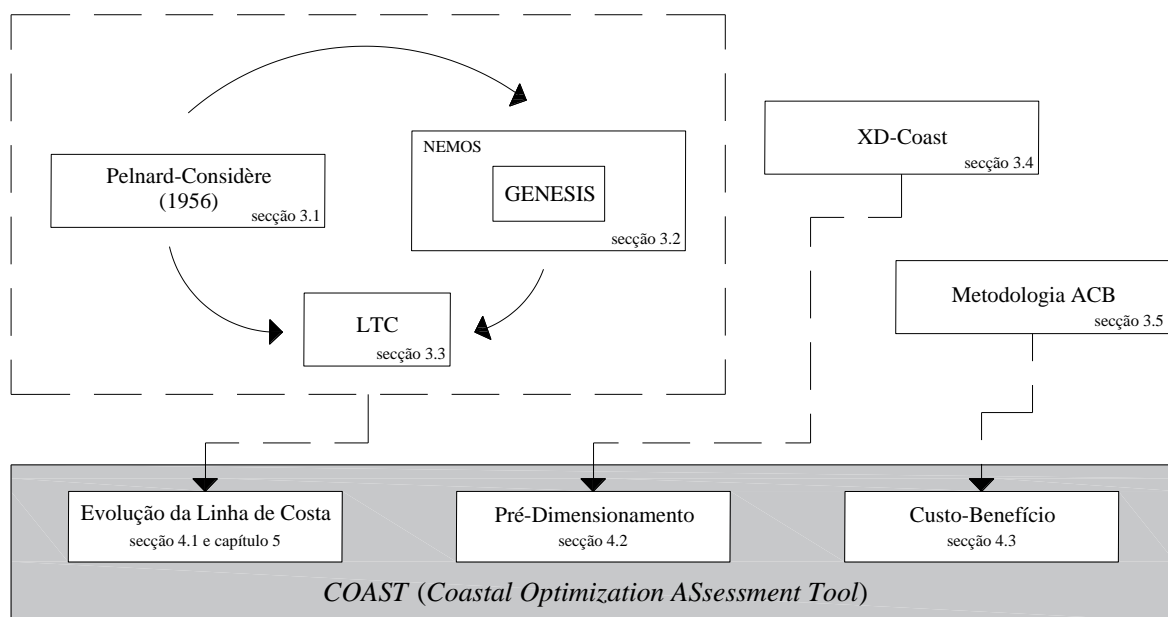 Pelnard-Considère
(1956)
secção 3.1
NEMOS
GENESIS
secção 3.2
LTC
secção 3.3
XD-Coast
secção 3.4
Metodologia ACB
secção 3.5
Evolução da Linha de Costa
secção 4.1 e capítulo 5
Pré-Dimensionamento
secção 4.2
Custo-Benefício
secção 4.3
COAST (Coastal Optimization ASsessment Tool)